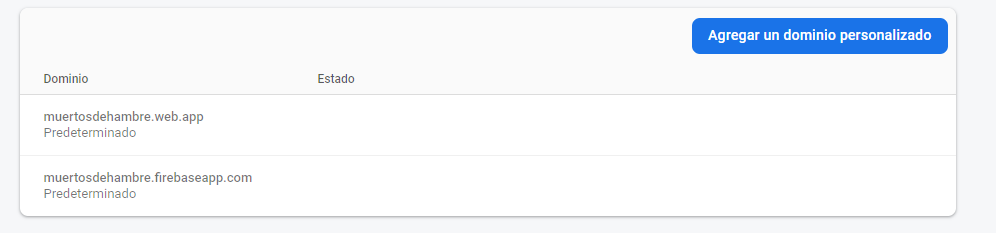 Agregar un dominio personalizado
Dominio Estado
muertosdehambre.web.app
Predeterminado
muertosdehambre.firebaseapp.com
Predeterminado